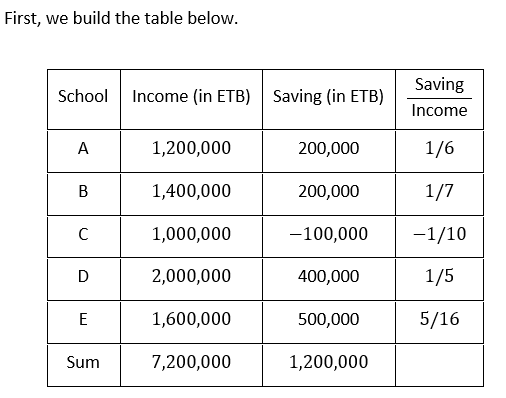 First, we build the table below.
School Income (in ETB) Saving (in ETB) Saving
Income
A 1,200,000 200,000 1/6
B 1,400,000 200,000 1/7
C 1,000,000 −100,000 −1/10
D 2,000,000 400,000 1/5
E 1,600,000 500,000 5/16
Sum 7,200,000 1,200,000